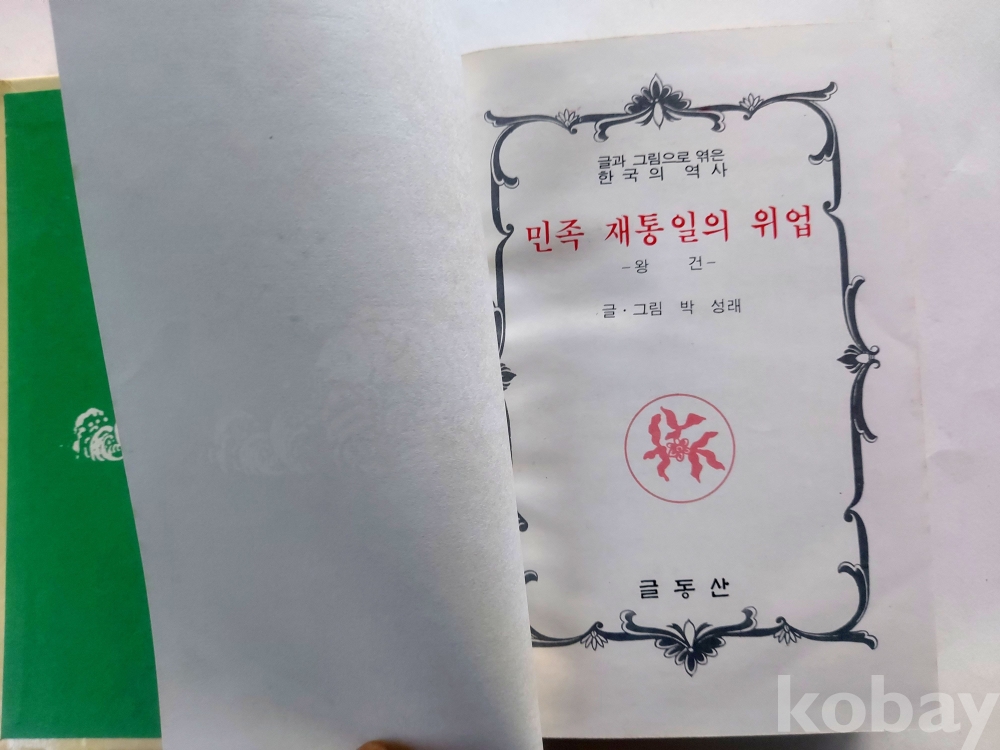 글과 그림으로 엮은
한국의 역사
민족 재통일의 위업
-왕 건-
글·그림 박 성래
글동산
kobay